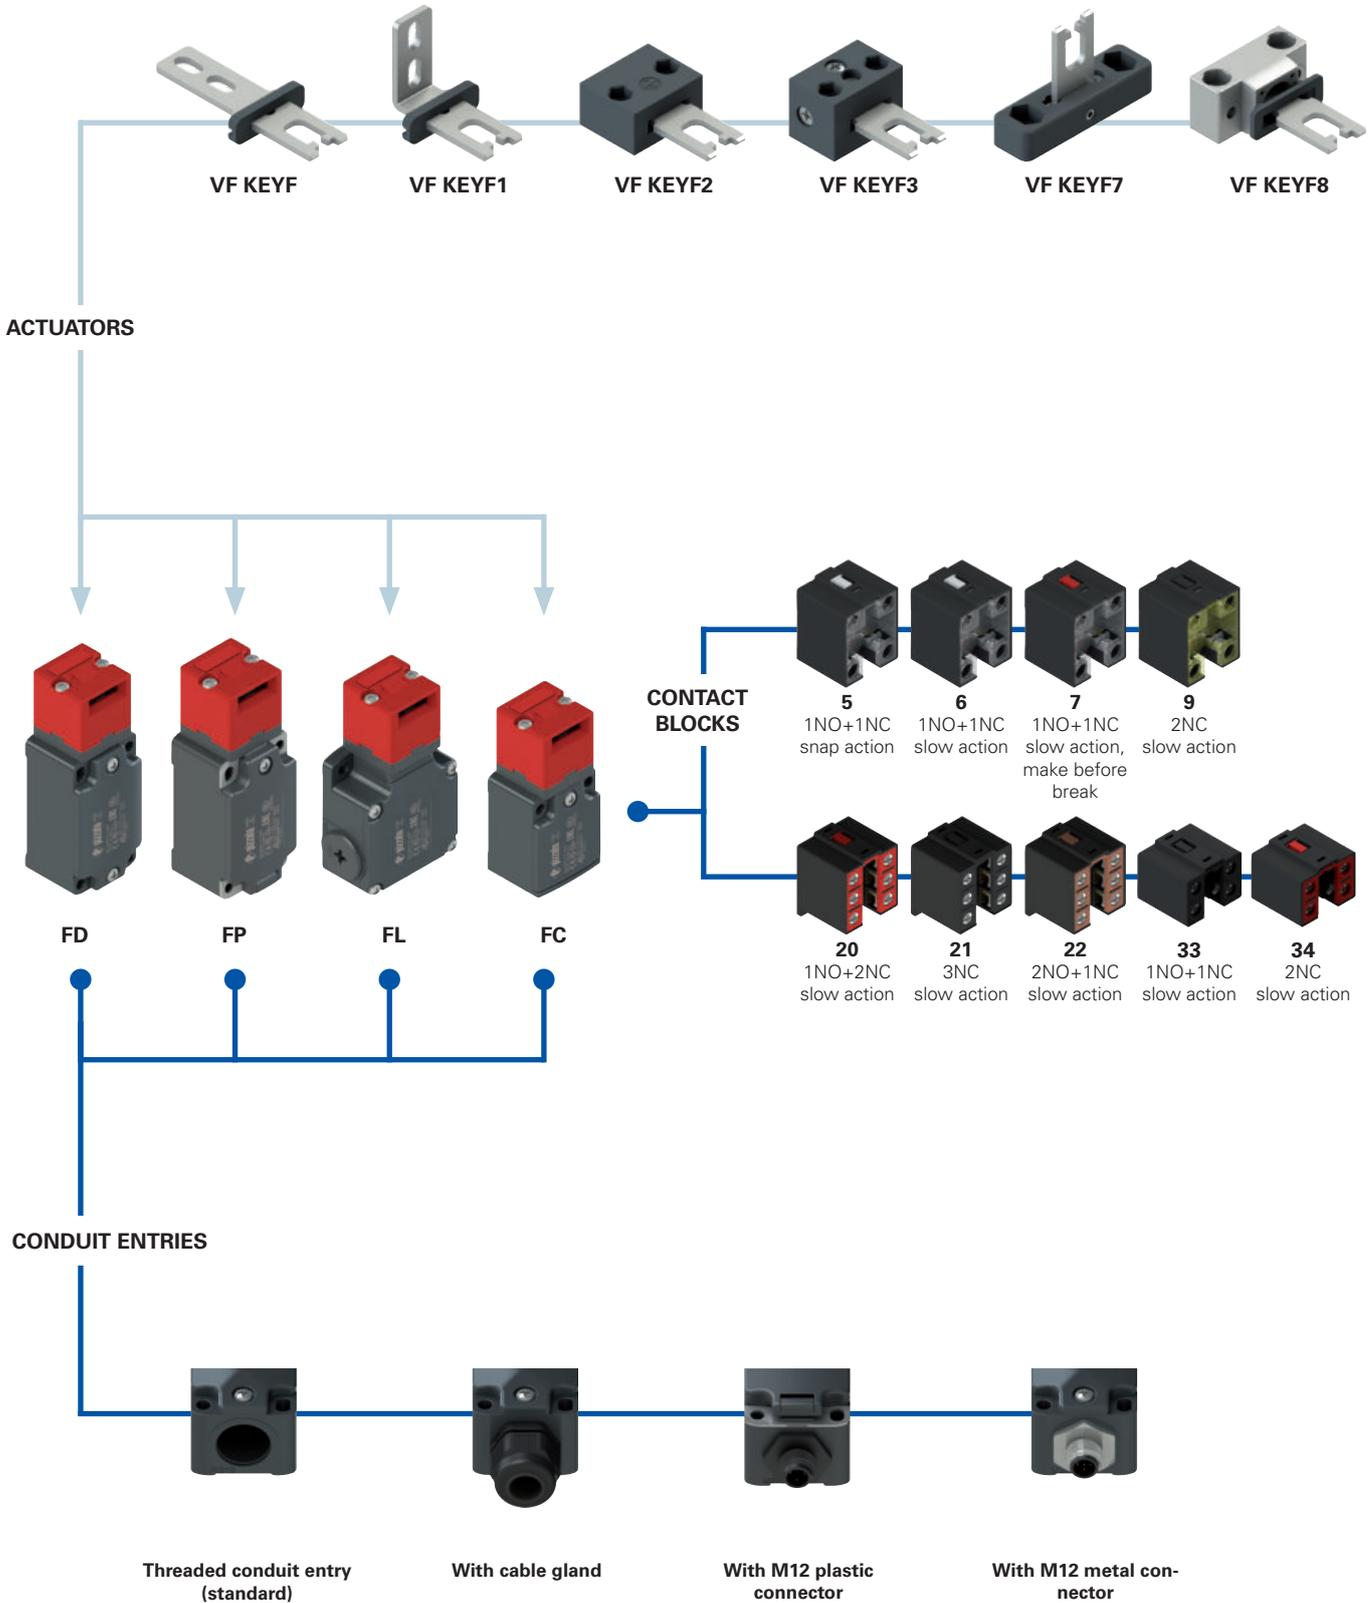 VF KEYF
VF KEYF1
VF KEYF2
VF KEYF3
VF KEYF7
VF KEYF8
ACTUATORS
CONTACT
BLOCKS
5
1NO+1NC
snap action
6
1NO+1NC
slow action
7
1NO+1NC
slow action,
make before
break
9
2NC
slow action
20
1NO+2NC
slow action
21
3NC
slow action
22
2NO+1NC
slow action
33
1NO+1NC
slow action
34
2NC
slow action
pizzato
pizzato
pizzato
pizzato
FD
FP
FL
FC
CONDUIT ENTRIES
Threaded conduit entry
(standard)
With cable gland
With M12 plastic
connector
With M12 metal con-
nector